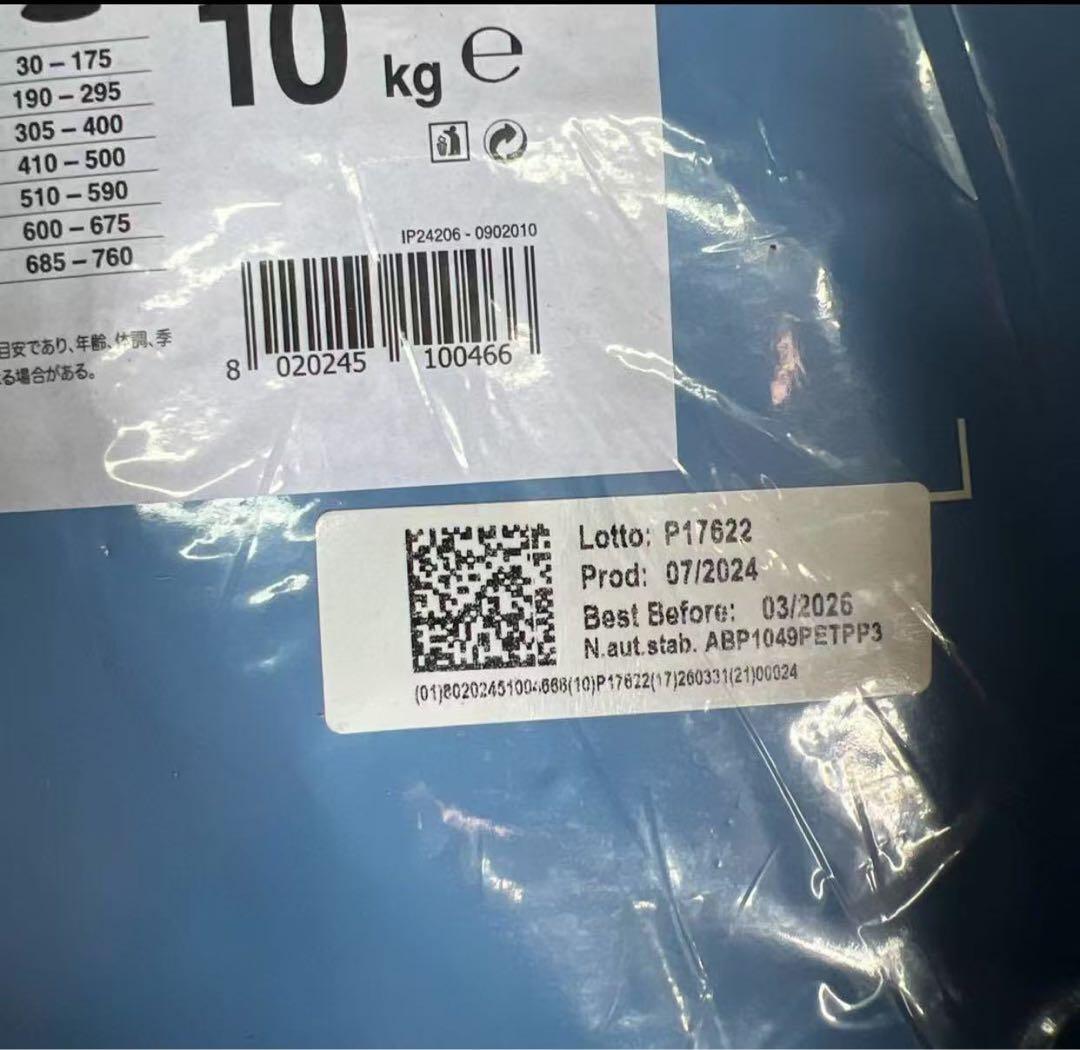 10 kg ℮
30 – 175
190 – 295
305 – 400
410 – 500
510 – 590
600 – 675
685 – 760
IP24206 - 0902010
8 020245 100466
目安であり、年齢、体調、季
る場合がある。
Lotto: P17622
Prod: 07/2024
Best Before: 03/2026
N.aut.stab. ABP1049PETPP3
(10)P17622(17)260331(21)00024